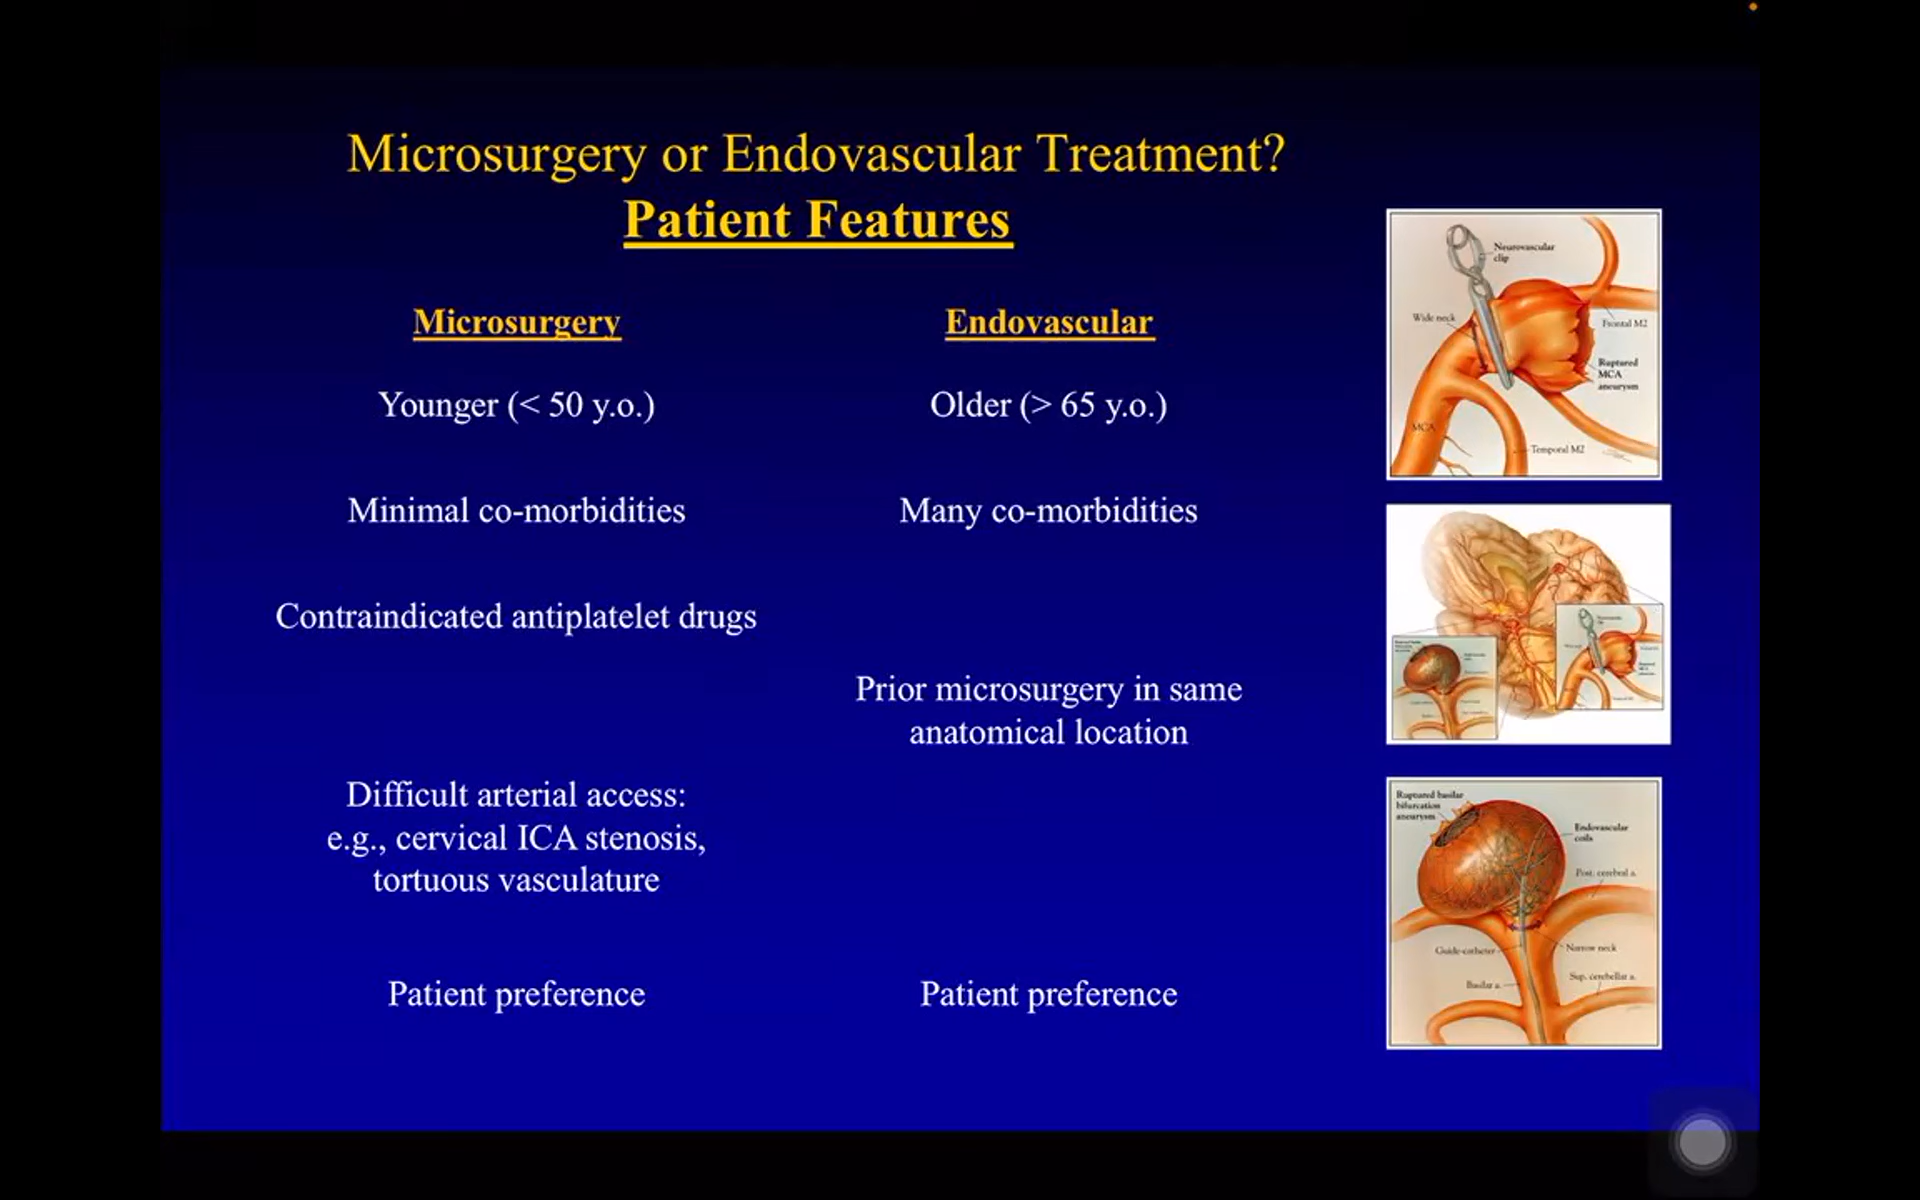 Microsurgery or Endovascular Treatment?
Patient Features
Microsurgery
Endovascular
Younger (< 50 y.o.)
Older (> 65 y.o.)
Minimal co-morbidities
Many co-morbidities
Contraindicated antiplatelet drugs
Prior microsurgery in same
anatomical location
Difficult arterial access:
e.g., cervical ICA stenosis,
tortuous vasculature
Patient preference
Patient preference
Neurovascular
clip
Wide neck
Frontal M2
Ruptured
MCA
aneurysm
MCA
Temporal M2
Ruptured basilar
bifurcation
aneurysm
Endovascular
coils
Post. cerebral a.
Guide-catheter
Narrow neck
Basilar a.
Sup. cerebellar a.